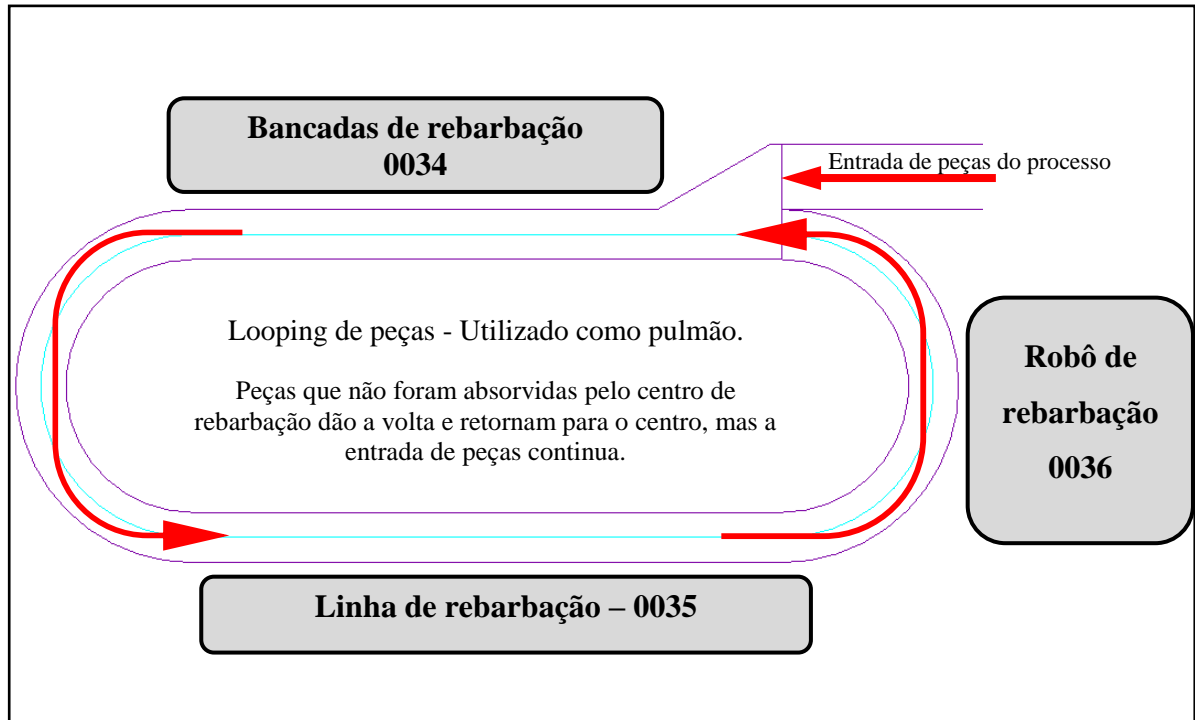 Bancadas de rebarbação
0034
Entrada de peças do processo
Looping de peças - Utilizado como pulmão.
Peças que não foram absorvidas pelo centro de
rebarbação dão a volta e retornam para o centro, mas a
entrada de peças continua.
Robô de
rebarbação
0036
Linha de rebarbação – 0035